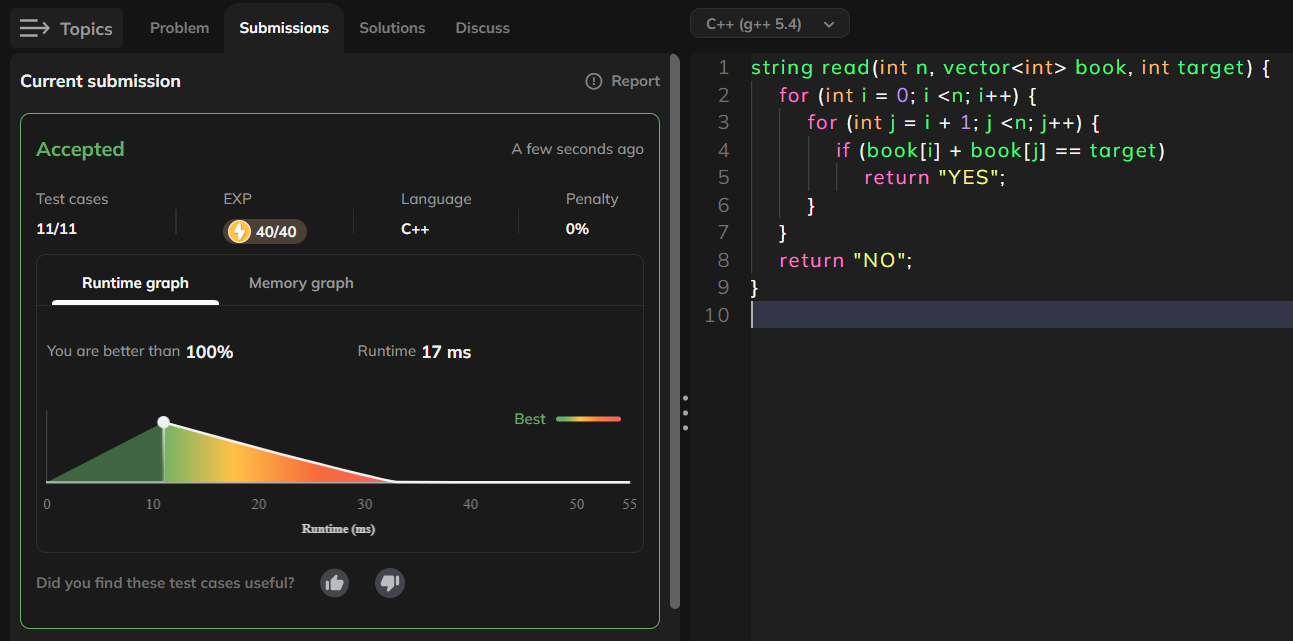 Topics
Problem
Submissions
Solutions
Discuss
C++ (g++ 5.4)
Current submission
Report
Accepted
A few seconds ago
Test cases
EXP
Language
Penalty
11/11
40/40
C++
0%
Runtime graph
Memory graph
You are better than 100%
Runtime 17 ms
Best
0 10 20 30 40 50 55
Runtime (ms)
Did you find these test cases useful?
1 string read(int n, vector<int> book, int target) {
2 for (int i = 0; i <n; i++) {
3 for (int j = i + 1; j <n; j++) {
4 if (book[i] + book[j] == target)
5 return "YES";
6 }
7 }
8 return "NO";
9 }
10